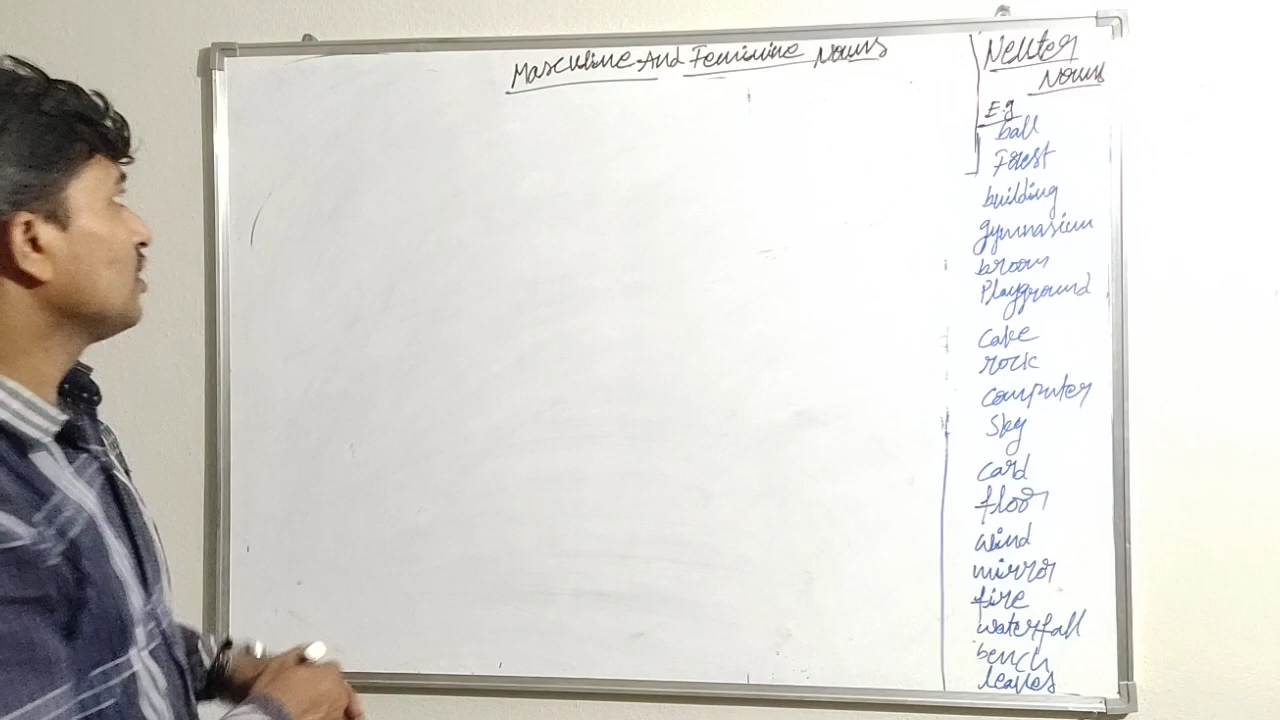 Masculine And Feminine Nouns
Neuter
Nouns
E.g
ball
Forest
building
gymnasium
broom
Playground
cake
rock
computer
Sky
card
floor
wind
mirror
fire
waterfall
bench
leaves